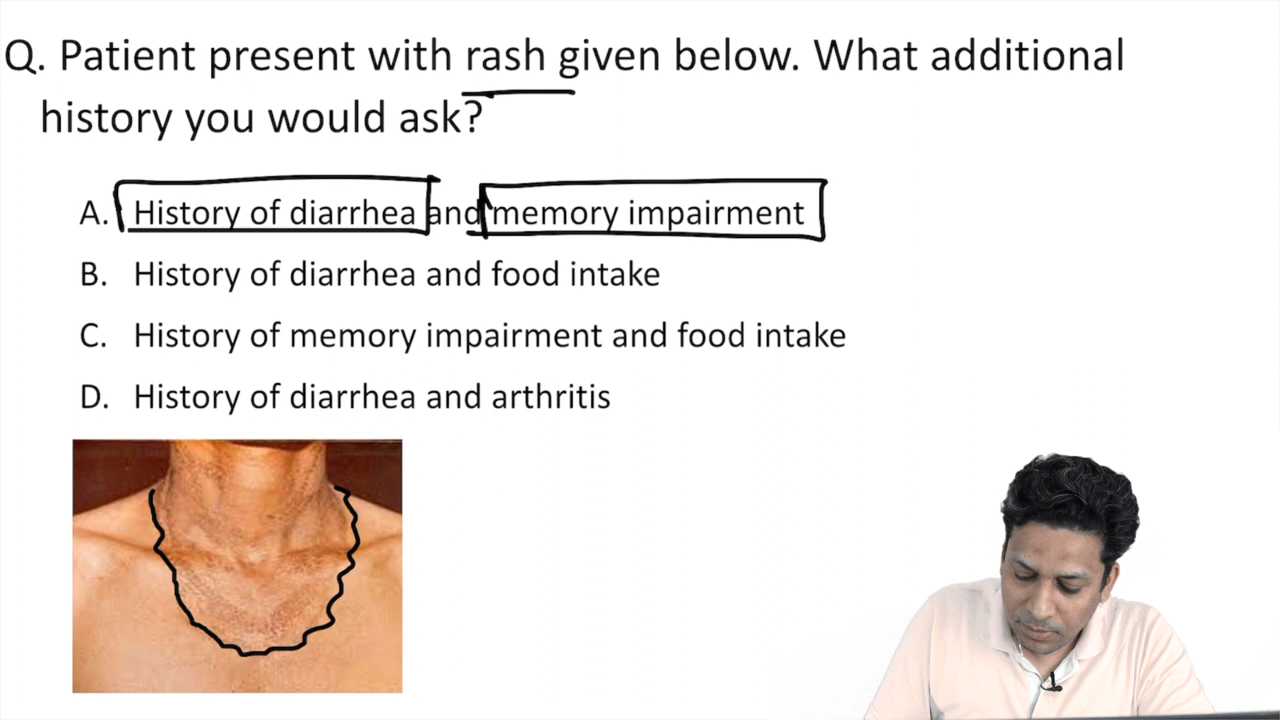 Q. Patient present with rash given below. What additional
history you would ask?
A. History of diarrhea and memory impairment
B. History of diarrhea and food intake
C. History of memory impairment and food intake
D. History of diarrhea and arthritis